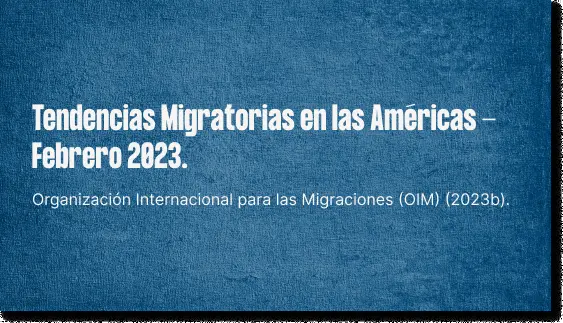 Tendencias Migratorias en las Américas –
Febrero 2023.
Organización Internacional para las Migraciones (OIM) (2023b).